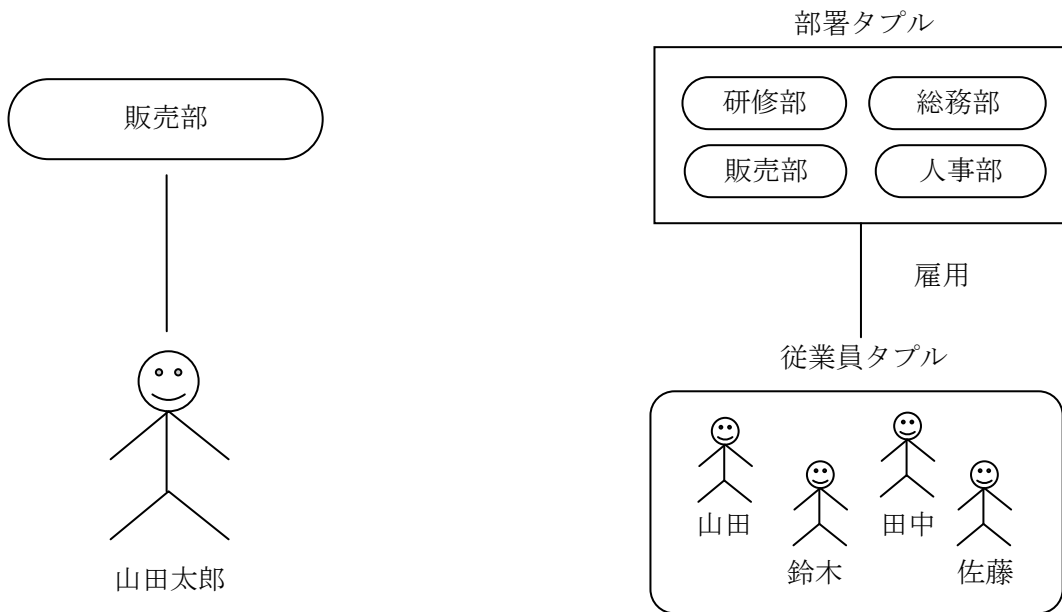 販売部
山田太郎
部署タプル
研修部 総務部
販売部 人事部
雇用
従業員タプル
山田 田中
鈴木 佐藤